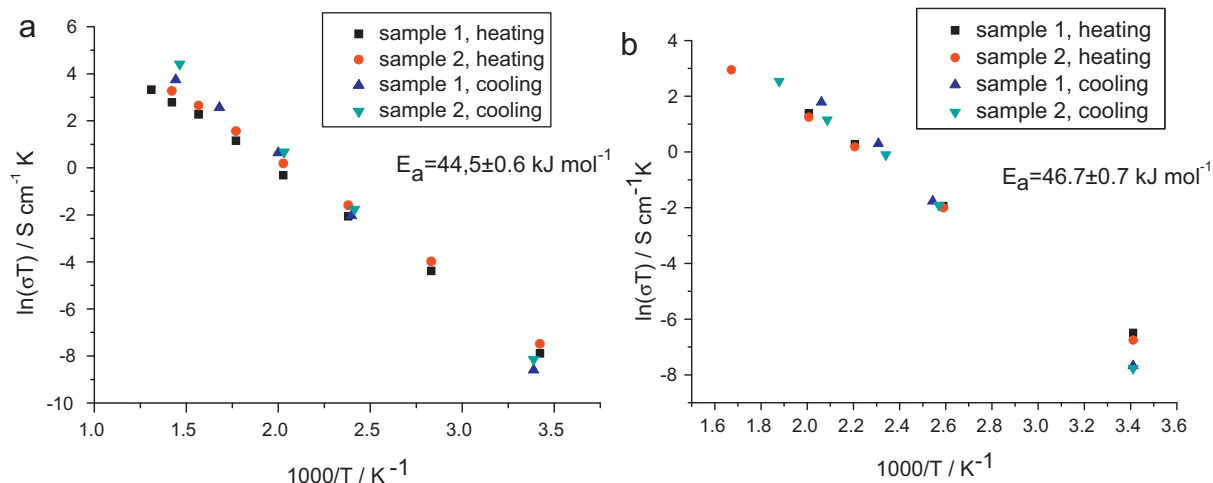 a
sample 1, heating
sample 2, heating
sample 1, cooling
sample 2, cooling
Eₐ=44,5±0.6 kJ mol⁻¹
ln(σT) / S cm⁻¹ K
6
4
2
0
-2
-4
-6
-8
-10
1.0
1.5
2.0
2.5
3.0
3.5
1000/T / K⁻¹
b
sample 1, heating
sample 2, heating
sample 1, cooling
sample 2, cooling
Eₐ=46.7±0.7 kJ mol⁻¹
ln(σT) / S cm⁻¹K
4
2
0
-2
-4
-6
-8
1.6
1.8
2.0
2.2
2.4
2.6
2.8
3.0
3.2
3.4
3.6
1000/T / K⁻¹